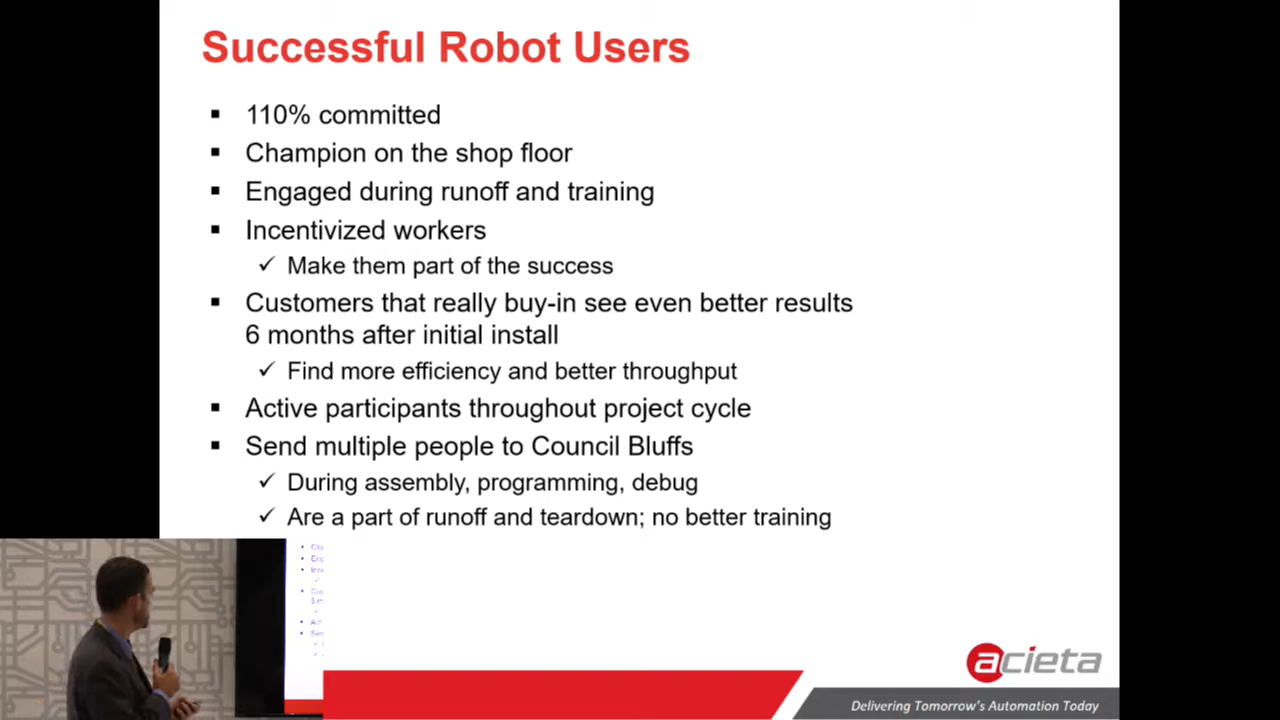 Successful Robot Users
▪ 110% committed
▪ Champion on the shop floor
▪ Engaged during runoff and training
▪ Incentivized workers
✓ Make them part of the success
▪ Customers that really buy-in see even better results
6 months after initial install
✓ Find more efficiency and better throughput
▪ Active participants throughout project cycle
▪ Send multiple people to Council Bluffs
✓ During assembly, programming, debug
✓ Are a part of runoff and teardown; no better training
acieta
Delivering Tomorrow's Automation Today